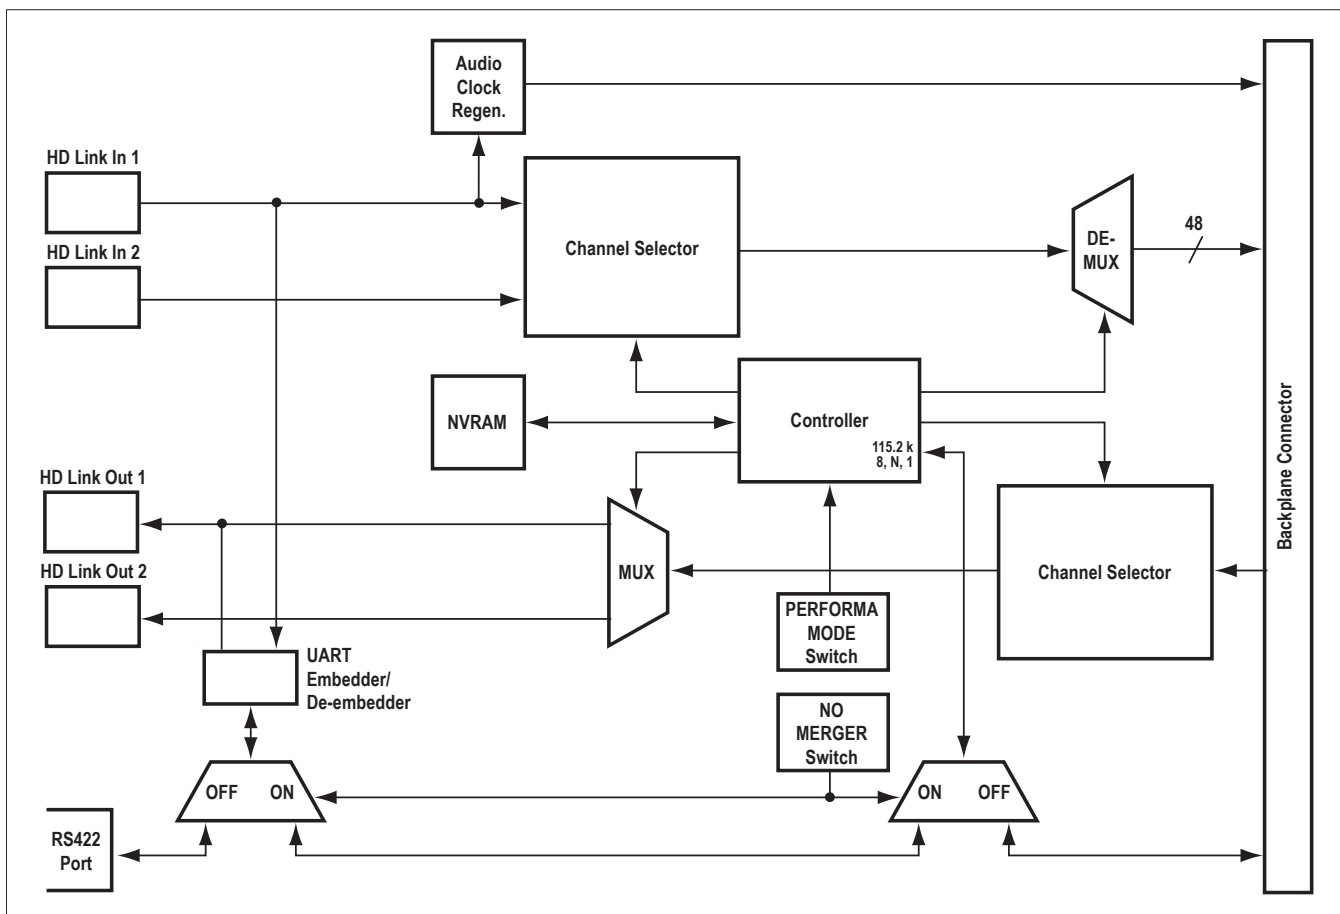 Audio
Clock
Regen.
HD Link In 1
HD Link In 2
Channel Selector
DE-
MUX
48
NVRAM
Controller
115.2 k
8, N, 1
Backplane Connector
HD Link Out 1
HD Link Out 2
MUX
Channel Selector
PERFORMA
MODE
Switch
UART
Embedder/
De-embedder
NO
MERGER
Switch
OFF ON
ON OFF
RS422
Port